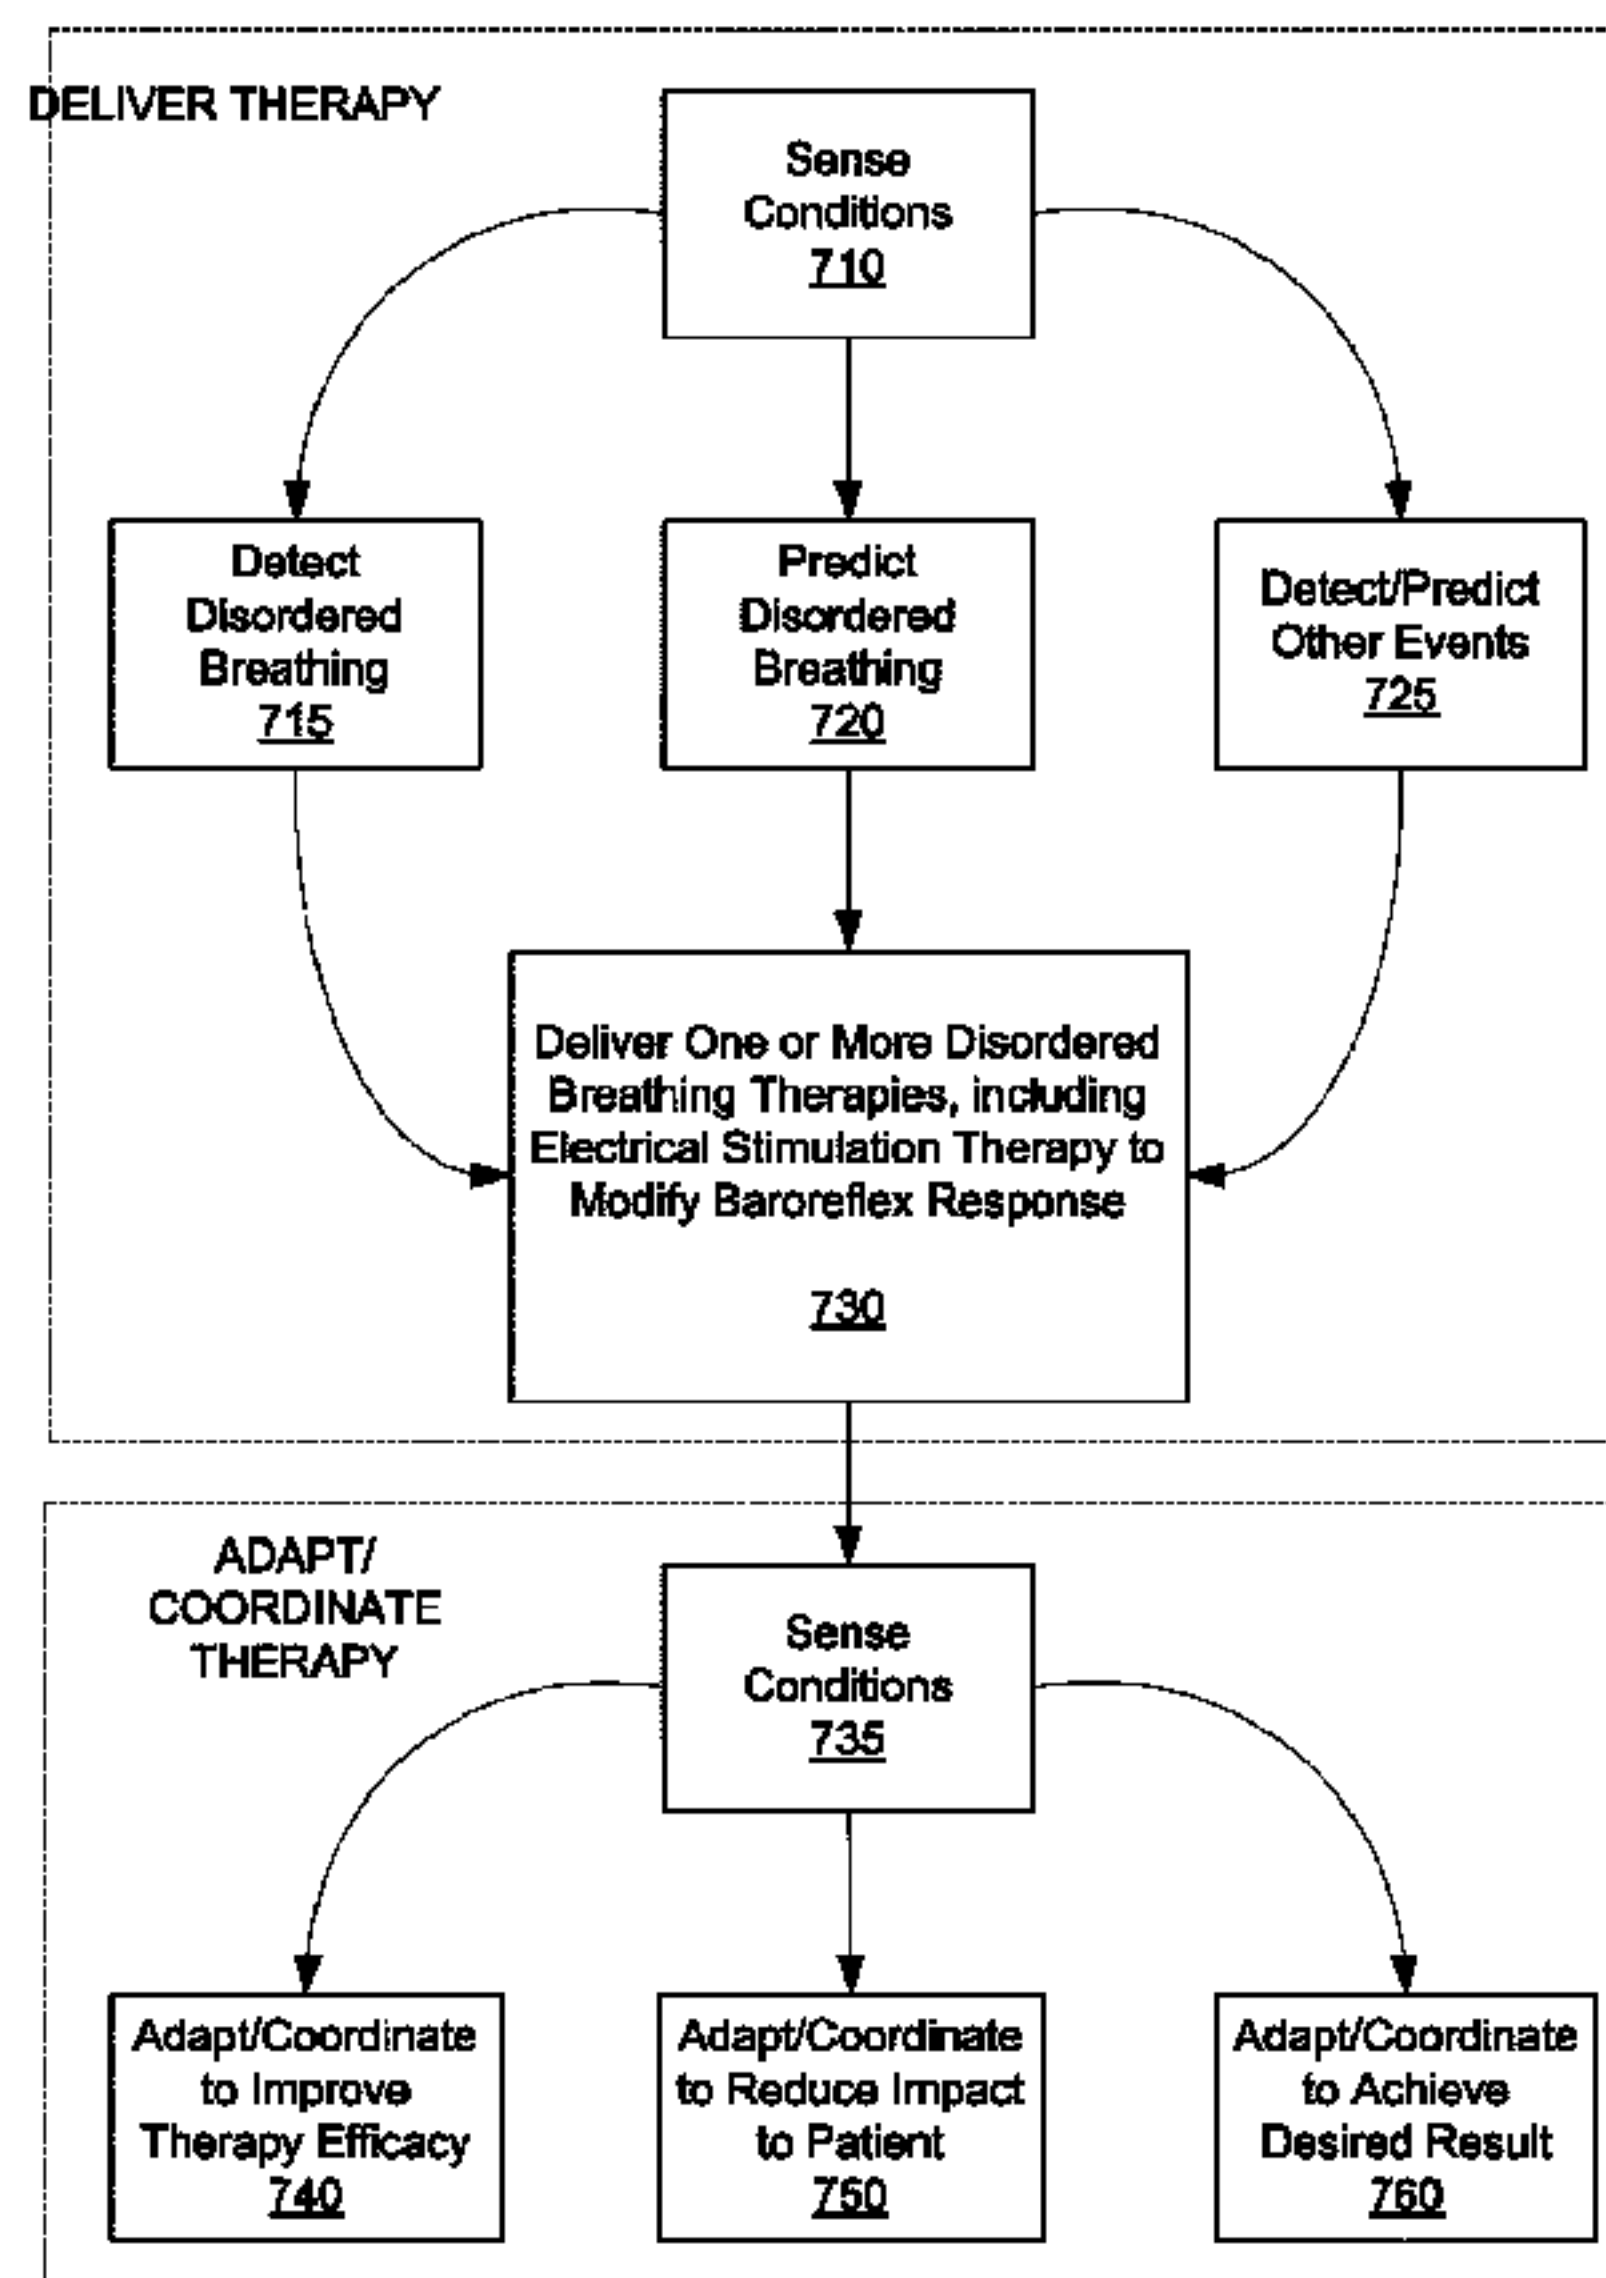 DELIVER THERAPY
Sense
Conditions
710
Detect
Disordered
Breathing
715
Predict
Disordered
Breathing
720
Detect/Predict
Other Events
725
Deliver One or More Disordered
Breathing Therapies, including
Electrical Stimulation Therapy to
Modify Baroreflex Response
730
ADAPT/
COORDINATE
THERAPY
Sense
Conditions
735
Adapt/Coordinate
to Improve
Therapy Efficacy
740
Adapt/Coordinate
to Reduce Impact
to Patient
750
Adapt/Coordinate
to Achieve
Desired Result
760